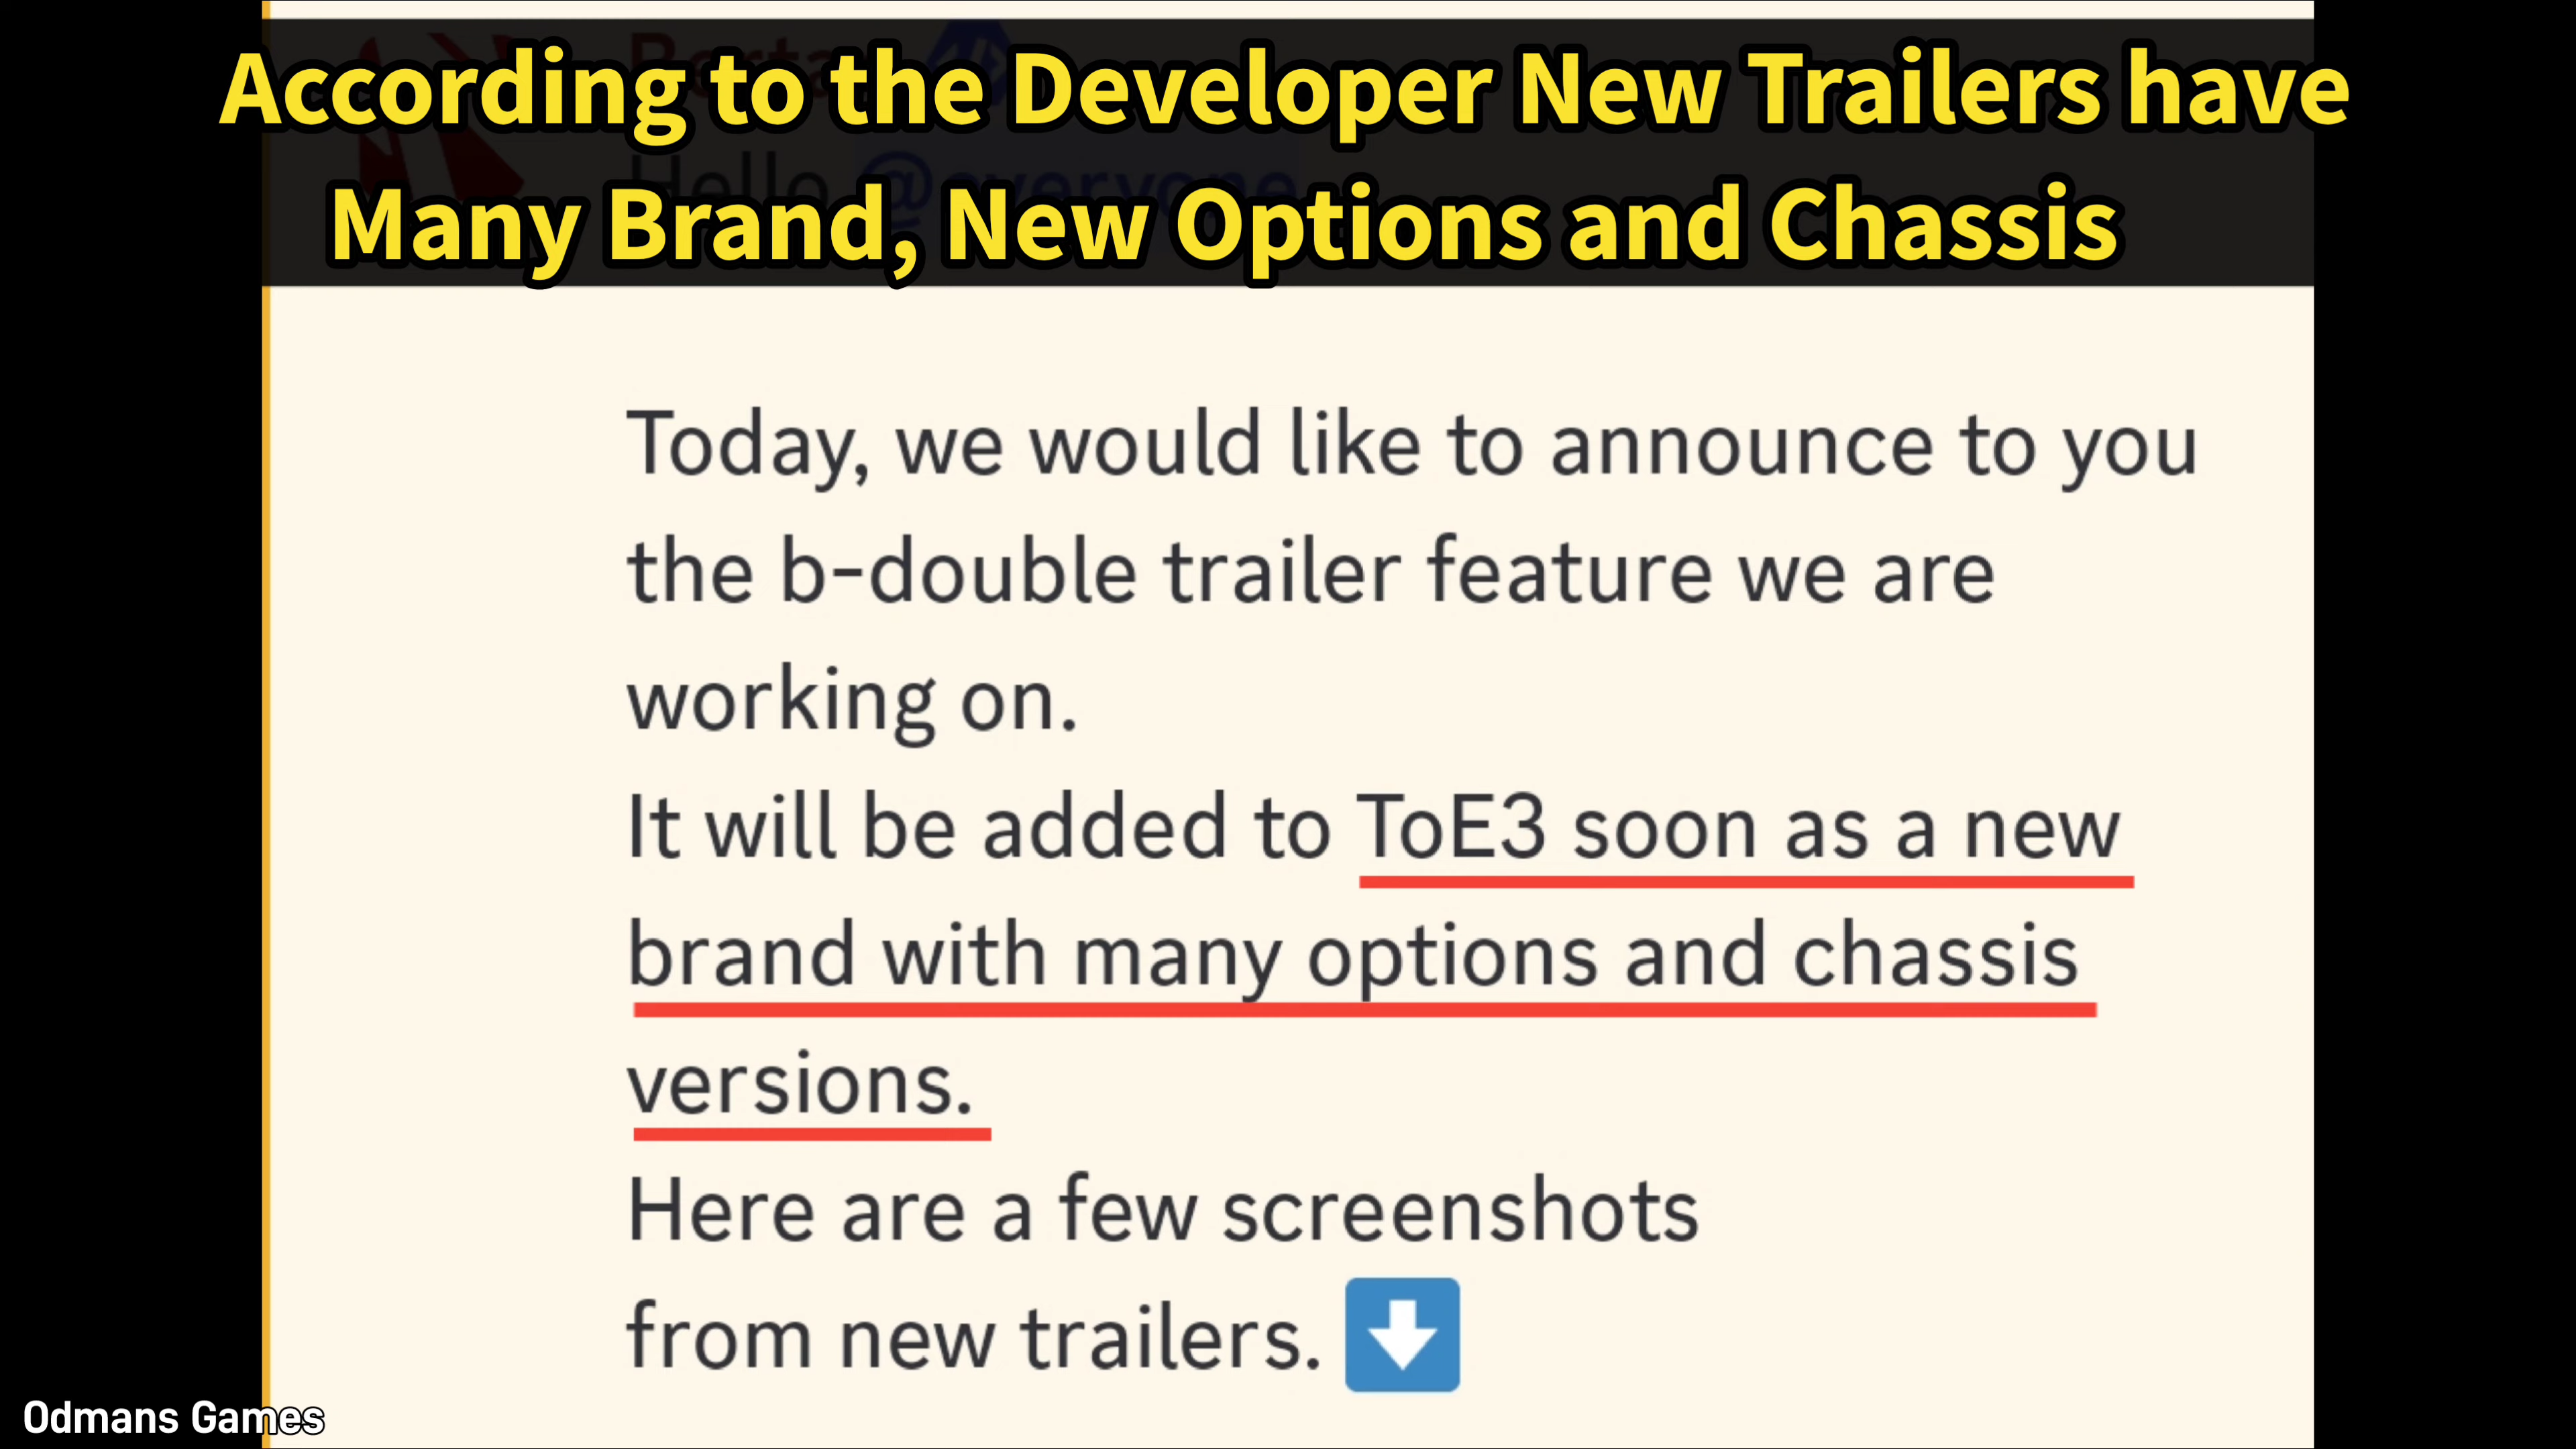 According to the Developer New Trailers have
Many Brand, New Options and Chassis
Hello @everyone
Today, we would like to announce to you
the b-double trailer feature we are
working on.
It will be added to ToE3 soon as a new
brand with many options and chassis
versions.
Here are a few screenshots
from new trailers.
Odmans Games